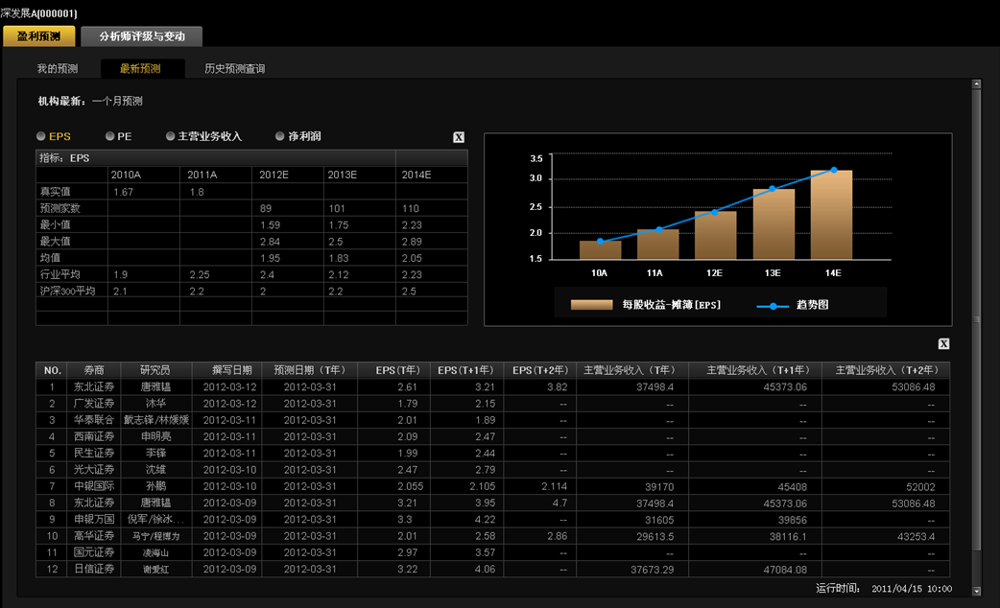 深发展A(000001)
盈利预测 分析师评级与变动
我的预测 最新预测 历史预测查询
机构最新：一个月预测
EPS PE 主营业务收入 净利润 X
指标：EPS
2010A 2011A 2012E 2013E 2014E
真实值 1.67 1.8
预测家数 89 101 110
最小值 1.59 1.75 2.23
最大值 2.84 2.5 2.89
均值 1.95 1.83 2.05
行业平均 1.9 2.25 2.4 2.12 2.23
沪深300平均 2.1 2.2 2 2.2 2.5
3.5
3.0
2.5
2.0
1.5
10A 11A 12E 13E 14E
每股收益-摊簿[EPS] 趋势图
X
NO. 券商 研究员 撰写日期 预测日期（T年） EPS(T年) EPS(T+1年) EPS(T+2年) 主营业务收入（T年） 主营业务收入（T+1年） 主营业务收入（T+2年）
1 东北证券 唐雅韫 2012-03-12 2012-03-31 2.61 3.21 3.82 37498.4 45373.06 53086.48
2 广发证券 沐华 2012-03-12 2012-03-31 1.79 2.15 -- -- -- --
3 华泰联合 戴志锋/林媛媛 2012-03-11 2012-03-31 2.01 1.89 -- -- -- --
4 西南证券 申明亮 2012-03-11 2012-03-31 2.09 2.47 -- -- -- --
5 民生证券 李锋 2012-03-11 2012-03-31 1.99 2.44 -- -- -- --
6 光大证券 沈维 2012-03-10 2012-03-31 2.47 2.79 -- -- -- --
7 中银国际 孙鹏 2012-03-10 2012-03-31 2.055 2.105 2.114 39170 45408 52002
8 东北证券 唐雅韫 2012-03-09 2012-03-31 3.21 3.95 4.7 37498.4 45373.06 53086.48
9 申银万国 倪军/徐冰... 2012-03-09 2012-03-31 3.3 4.22 -- 31605 39856 --
10 高华证券 马宁/程博为 2012-03-09 2012-03-31 2.01 2.58 2.86 29613.5 38116.1 43253.4
11 国元证券 凌海山 2012-03-09 2012-03-31 2.97 3.57 -- -- -- --
12 日信证券 谢爱红 2012-03-09 2012-03-31 3.22 4.06 -- 37673.29 47084.08 --
运行时间： 2011/04/15 10:00